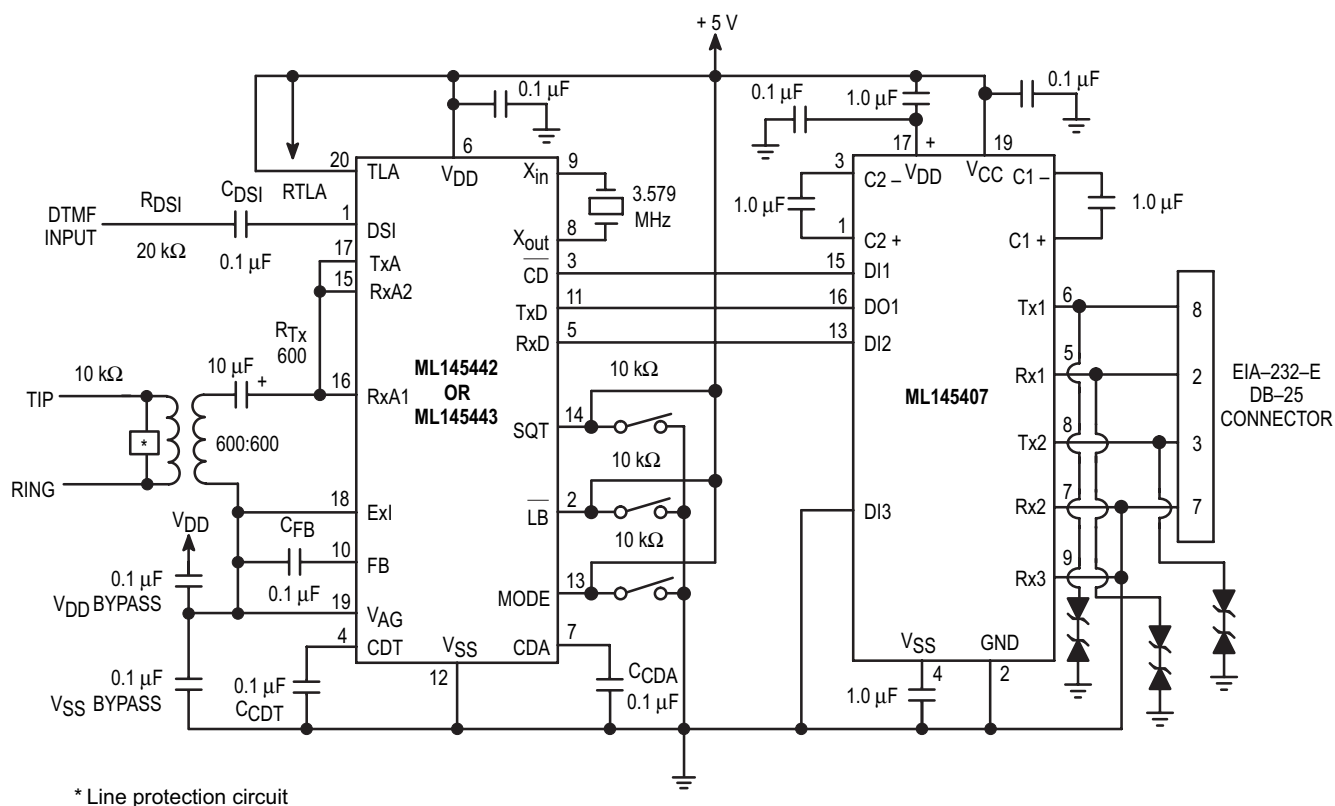 + 5 V
0.1 µF
0.1 µF
1.0 µF
0.1 µF
20
TLA
6
VDD
Xin
9
3.579
MHz
RTLA
Xout
8
RDSI
CDSI
DTMF
INPUT
20 kΩ
0.1 µF
1
DSI
17
TxA
15
RxA2
CD
3
TxD
11
RxD
5
RTx
600
10 µF
+
16
RxA1
10 kΩ
TIP
*
RING
600:600
ML145442
OR
ML145443
SQT
14
10 kΩ
LB
2
10 kΩ
MODE
13
10 kΩ
18
ExI
VDD
CFB
10
FB
0.1 µF
0.1 µF
VDD BYPASS
19
VAG
4
CDT
VSS
12
CDA
7
0.1 µF
VSS BYPASS
0.1 µF
CCDT
CCDA
0.1 µF
3
C2 –
17
+
VDD
19
VCC
C1 –
1.0 µF
1
C2 +
C1 +
1.0 µF
15
DI1
16
DO1
13
DI2
ML145407
DI3
Tx1
6
Rx1
5
Tx2
8
Rx2
7
Rx3
9
VSS
4
GND
2
1.0 µF
8
2
3
7
EIA–232–E
DB–25
CONNECTOR
* Line protection circuit